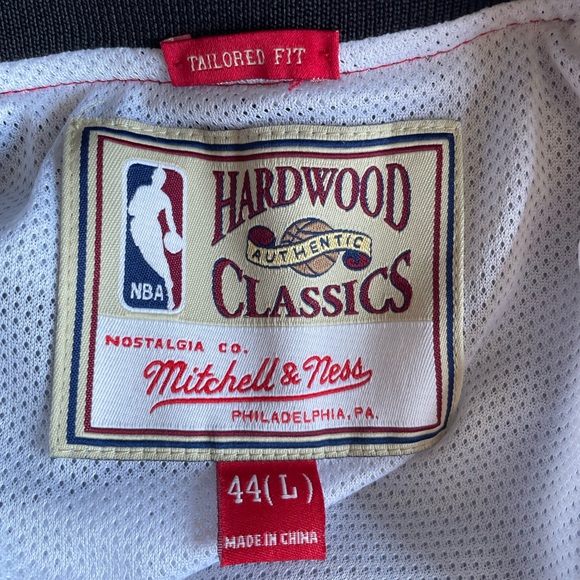 TAILORED FIT
HARDWOOD
AUTHENTIC
CLASSICS
NBA
NOSTALGIA CO.
Mitchell & Ness
PHILADELPHIA, PA.
44(L)
MADE IN CHINA